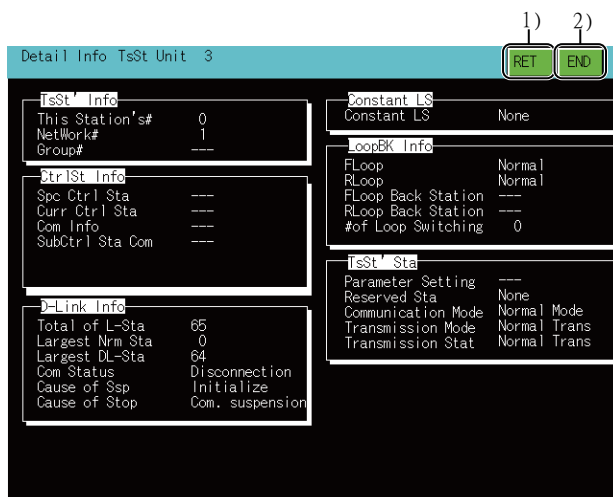 1) 2)
Detail Info TsSt Unit 3 RET END
TsSt' Info
This Station's# 0
NetWork# 1
Group# ---
CtrlSt Info
Spc Ctrl Sta ---
Curr Ctrl Sta ---
Com Info ---
SubCtrl Sta Com ---
D-Link Info
Total of L-Sta 65
Largest Nrm Sta 0
Largest DL-Sta 64
Com Status Disconnection
Cause of Ssp Initialize
Cause of Stop Com. suspension
Constant LS
Constant LS None
LoopBK Info
FLoop Normal
RLoop Normal
FLoop Back Station ---
RLoop Back Station ---
#of Loop Switching 0
TsSt' Sta
Parameter Setting ---
Reserved Sta None
Communication Mode Normal Mode
Transmission Mode Normal Trans
Transmission Stat Normal Trans